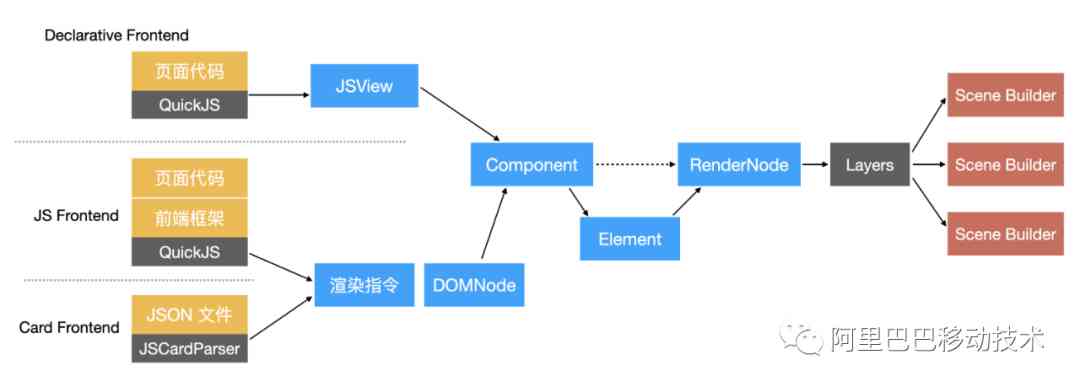 Declarative Frontend
页面代码
QuickJS
JSView
Scene Builder
页面代码
Component
RenderNode
Layers
Scene Builder
JS Frontend
前端框架
QuickJS
Element
Scene Builder
渲染指令
DOMNode
Card Frontend
JSON 文件
JSCardParser
阿里巴巴移动技术